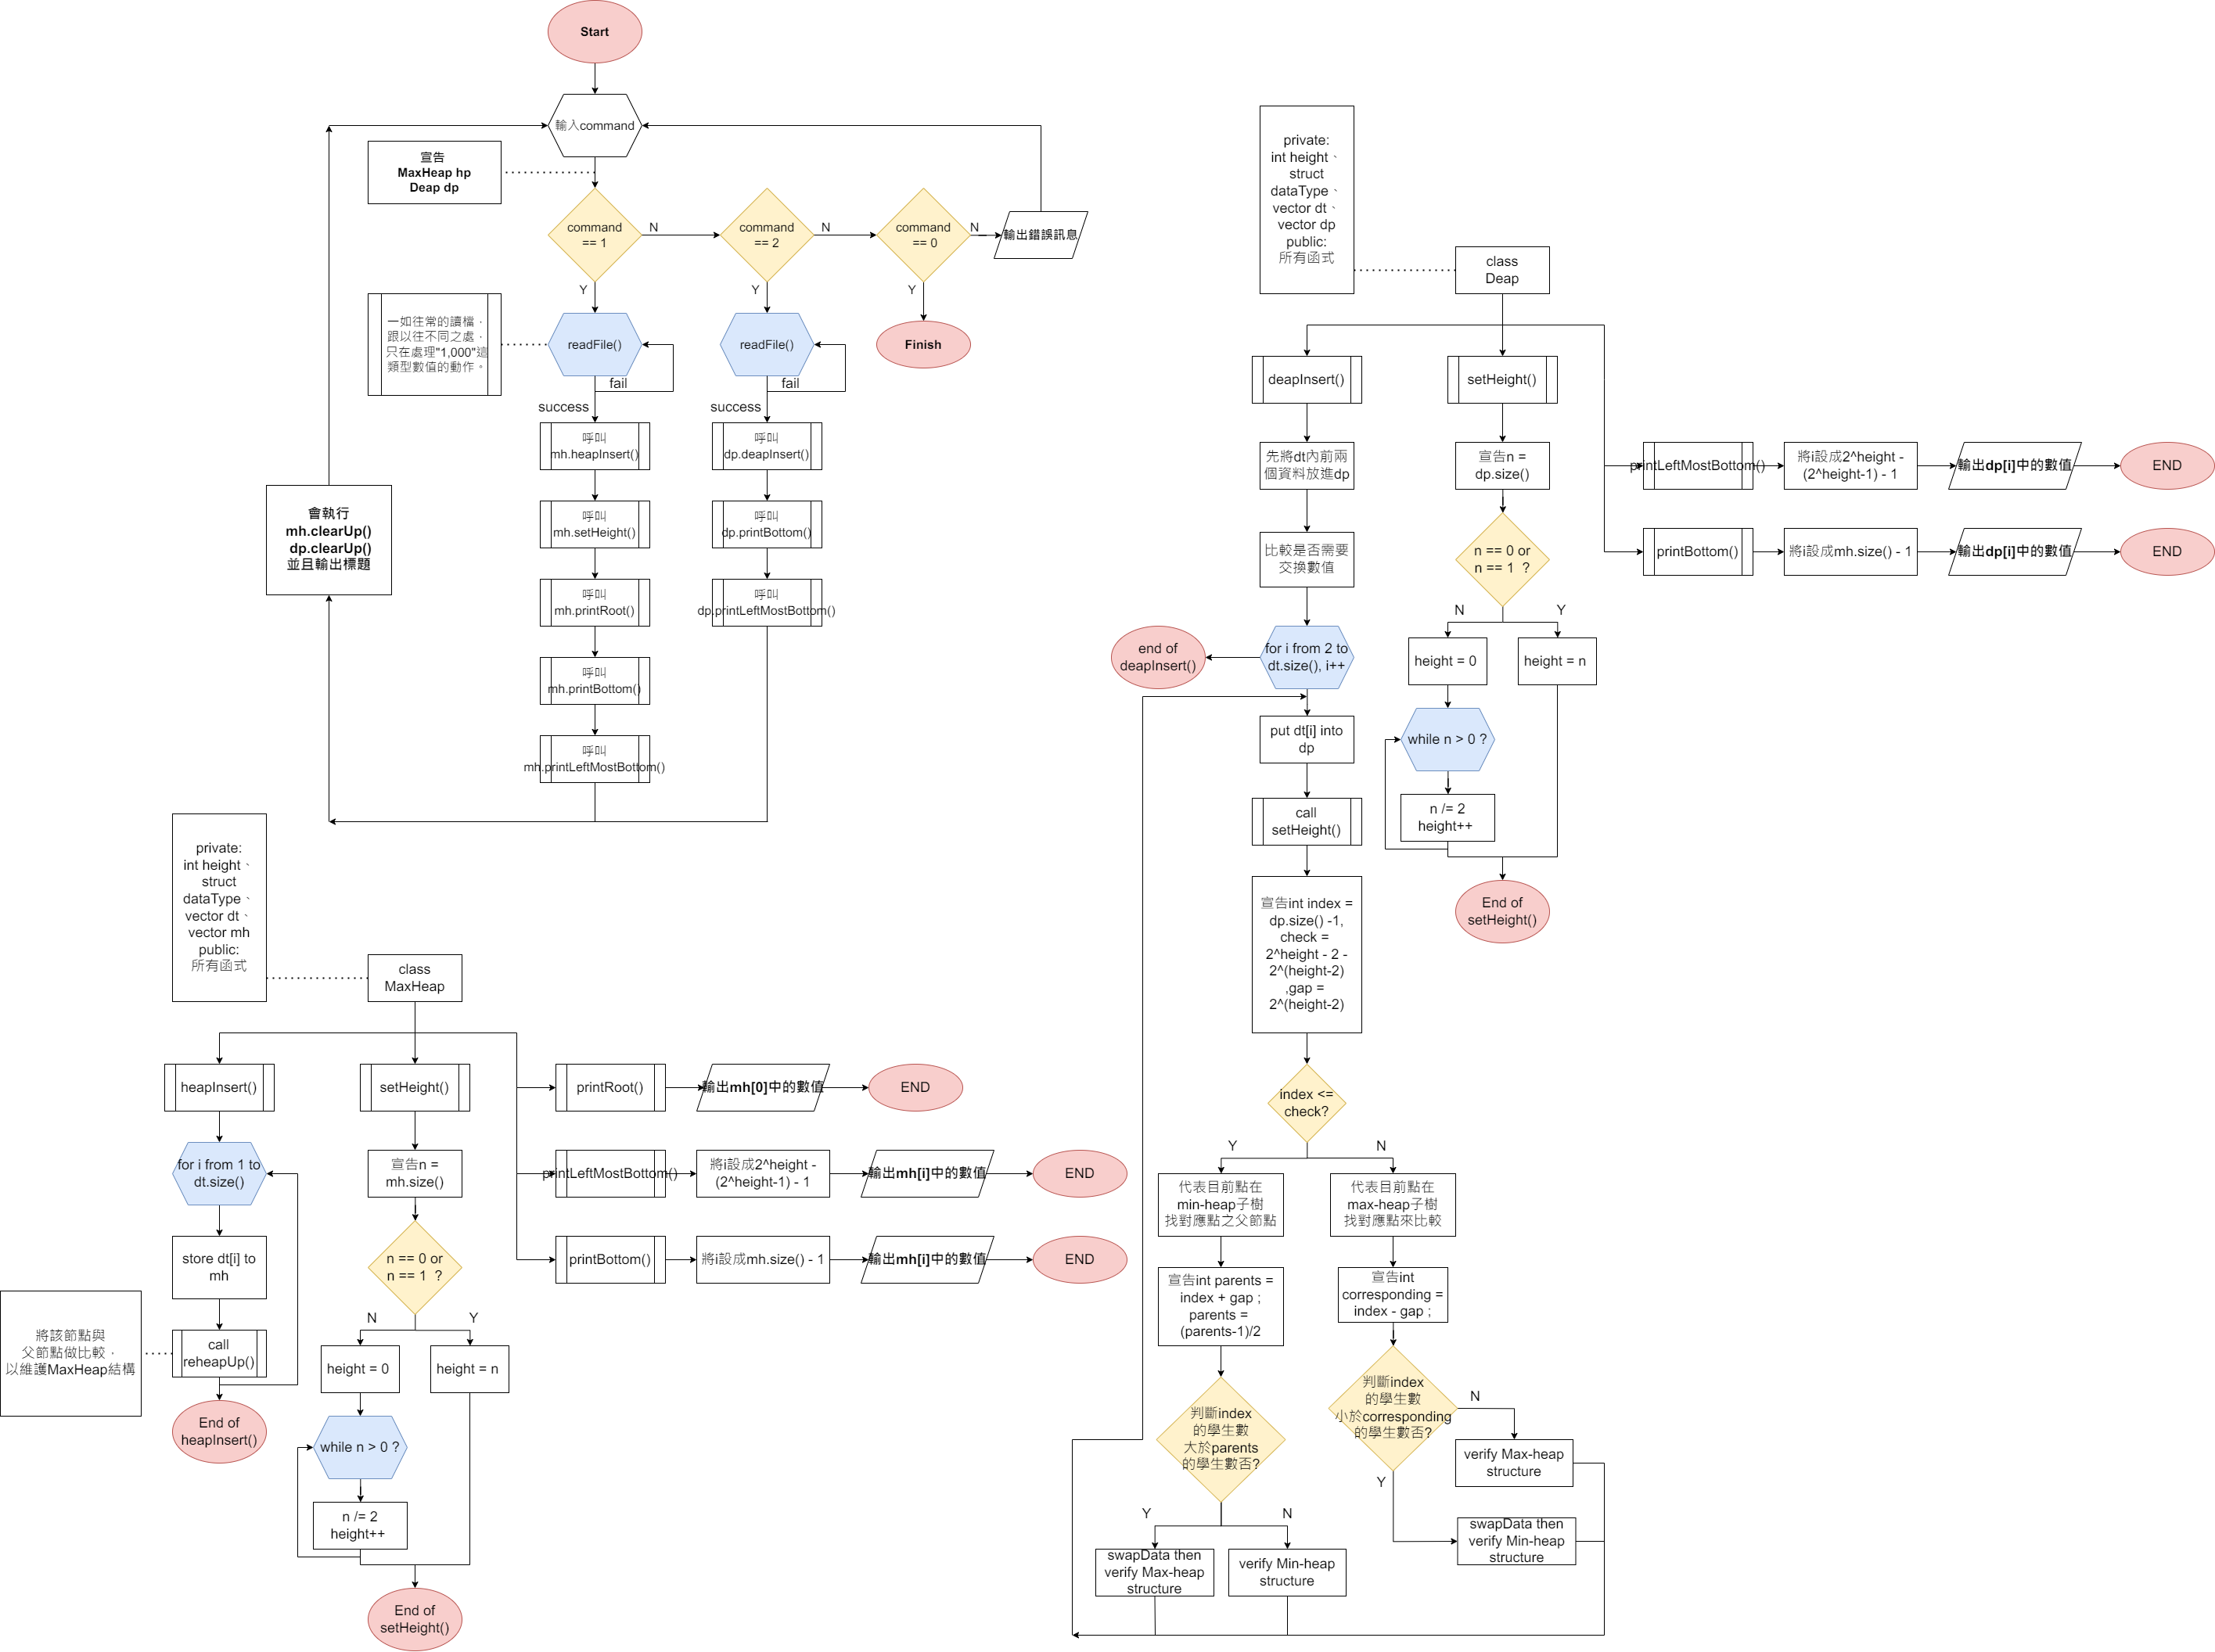 Start
輸入command
宣告
MaxHeap hp
Deap dp
command
== 1
N
command
== 2
N
command
== 0
N
輸出錯誤訊息
Y
Y
Y
一如往常的讀檔，
跟以往不同之處，
只在處理"1,000"這
類型數值的動作。
readFile()
readFile()
Finish
fail
fail
success
success
呼叫
mh.heapInsert()
呼叫
dp.deapInsert()
呼叫
mh.setHeight()
呼叫
dp.printBottom()
會執行
mh.clearUp()
dp.clearUp()
並且輸出標題
呼叫
mh.printRoot()
呼叫
dp.printLeftMostBottom()
呼叫
mh.printBottom()
呼叫
mh.printLeftMostBottom()
private:
int height、
struct
dataType、
vector dt、
vector mh
public:
所有函式
class
MaxHeap
heapInsert()
setHeight()
printRoot()
輸出mh[0]中的數值
END
for i from 1 to
dt.size()
宣告n =
mh.size()
printLeftMostBottom()
將i設成2^height -
(2^height-1) - 1
輸出mh[i]中的數值
END
store dt[i] to
mh
n == 0 or
n == 1 ?
printBottom()
將i設成mh.size() - 1
輸出mh[i]中的數值
END
將該節點與
父節點做比較，
以維護MaxHeap結構
call
reheapUp()
N
Y
height = 0
height = n
End of
heapInsert()
while n > 0 ?
n /= 2
height++
End of
setHeight()
private:
int height、
struct
dataType、
vector dt、
vector dp
public:
所有函式
class
Deap
deapInsert()
setHeight()
先將dt內前兩
個資料放進dp
宣告n =
dp.size()
printLeftMostBottom()
將i設成2^height -
(2^height-1) - 1
輸出dp[i]中的數值
END
比較是否需要
交換數值
n == 0 or
n == 1 ?
printBottom()
將i設成mh.size() - 1
輸出dp[i]中的數值
END
N
Y
end of
deapInsert()
for i from 2 to
dt.size(), i++
height = 0
height = n
put dt[i] into
dp
while n > 0 ?
call
setHeight()
n /= 2
height++
宣告int index =
dp.size() -1,
check =
2^height - 2 -
2^(height-2)
,gap =
2^(height-2)
End of
setHeight()
index <=
check?
Y
N
代表目前點在
min-heap子樹
找對應點之父節點
代表目前點在
max-heap子樹
找對應點來比較
宣告int parents =
index + gap ;
parents =
(parents-1)/2
宣告int
corresponding =
index - gap ;
判斷index
的學生數
大於parents
的學生數否?
判斷index
的學生數
小於corresponding
的學生數否?
N
verify Max-heap
structure
Y
Y
N
swapData then
verify Min-heap
structure
swapData then
verify Max-heap
structure
verify Min-heap
structure